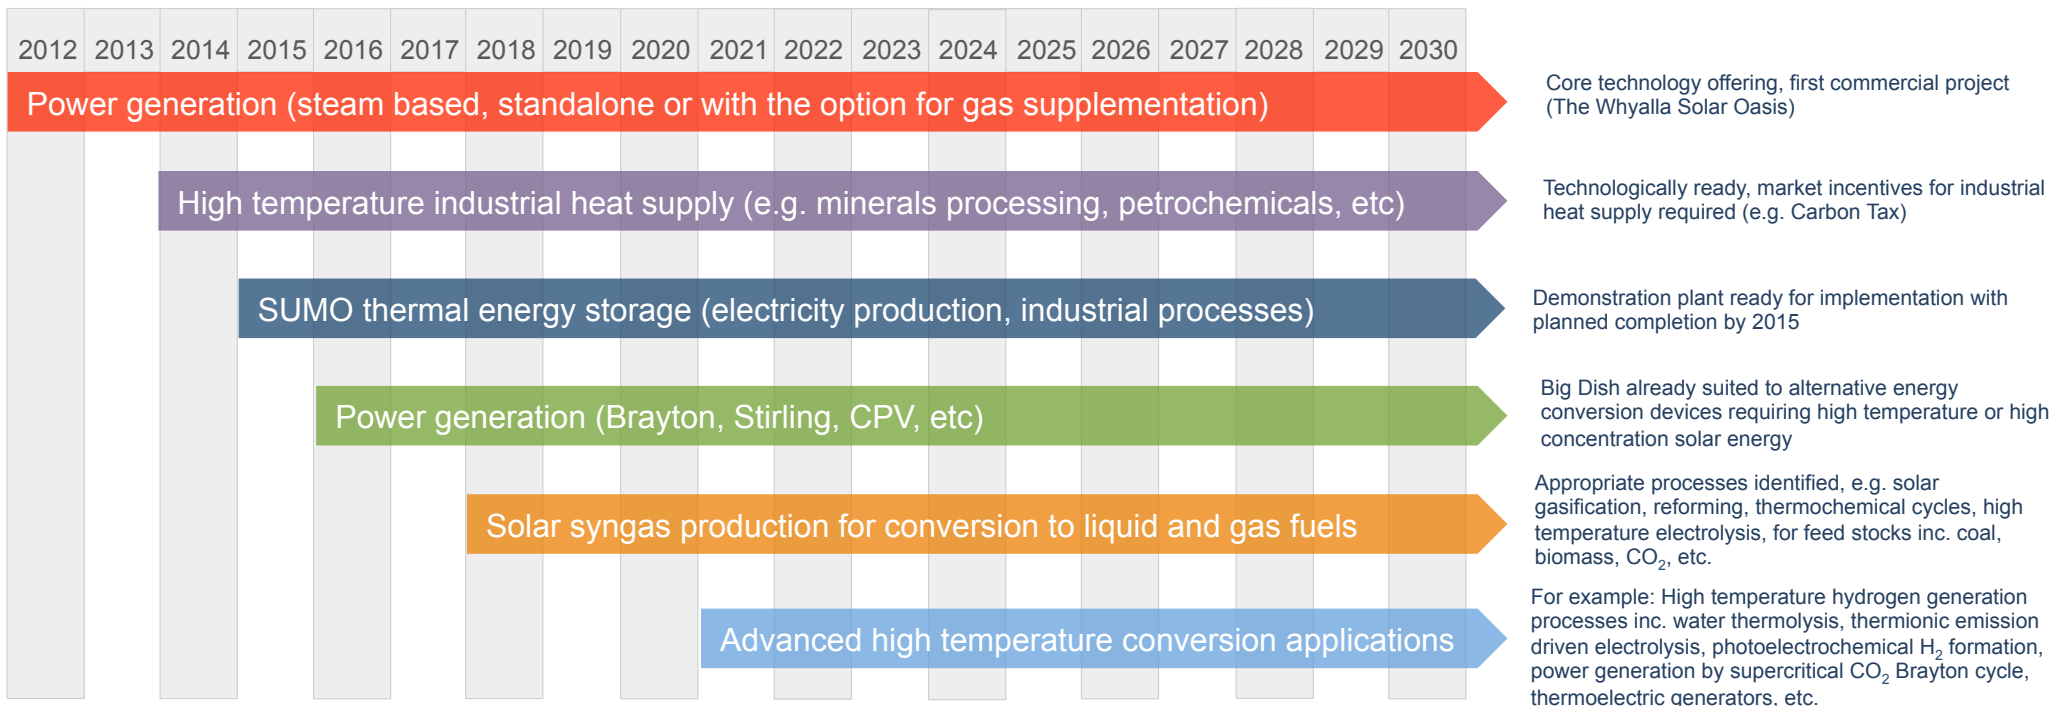 2012 2013 2014 2015 2016 2017 2018 2019 2020 2021 2022 2023 2024 2025 2026 2027 2028 2029 2030
Power generation (steam based, standalone or with the option for gas supplementation)
Core technology offering, first commercial project
(The Whyalla Solar Oasis)
High temperature industrial heat supply (e.g. minerals processing, petrochemicals, etc)
Technologically ready, market incentives for industrial
heat supply required (e.g. Carbon Tax)
SUMO thermal energy storage (electricity production, industrial processes)
Demonstration plant ready for implementation with
planned completion by 2015
Power generation (Brayton, Stirling, CPV, etc)
Big Dish already suited to alternative energy
conversion devices requiring high temperature or high
concentration solar energy
Solar syngas production for conversion to liquid and gas fuels
Appropriate processes identified, e.g. solar
gasification, reforming, thermochemical cycles, high
temperature electrolysis, for feed stocks inc. coal,
biomass, CO₂, etc.
Advanced high temperature conversion applications
For example: High temperature hydrogen generation
processes inc. water thermolysis, thermionic emission
driven electrolysis, photoelectrochemical H₂ formation,
power generation by supercritical CO₂ Brayton cycle,
thermoelectric generators, etc.